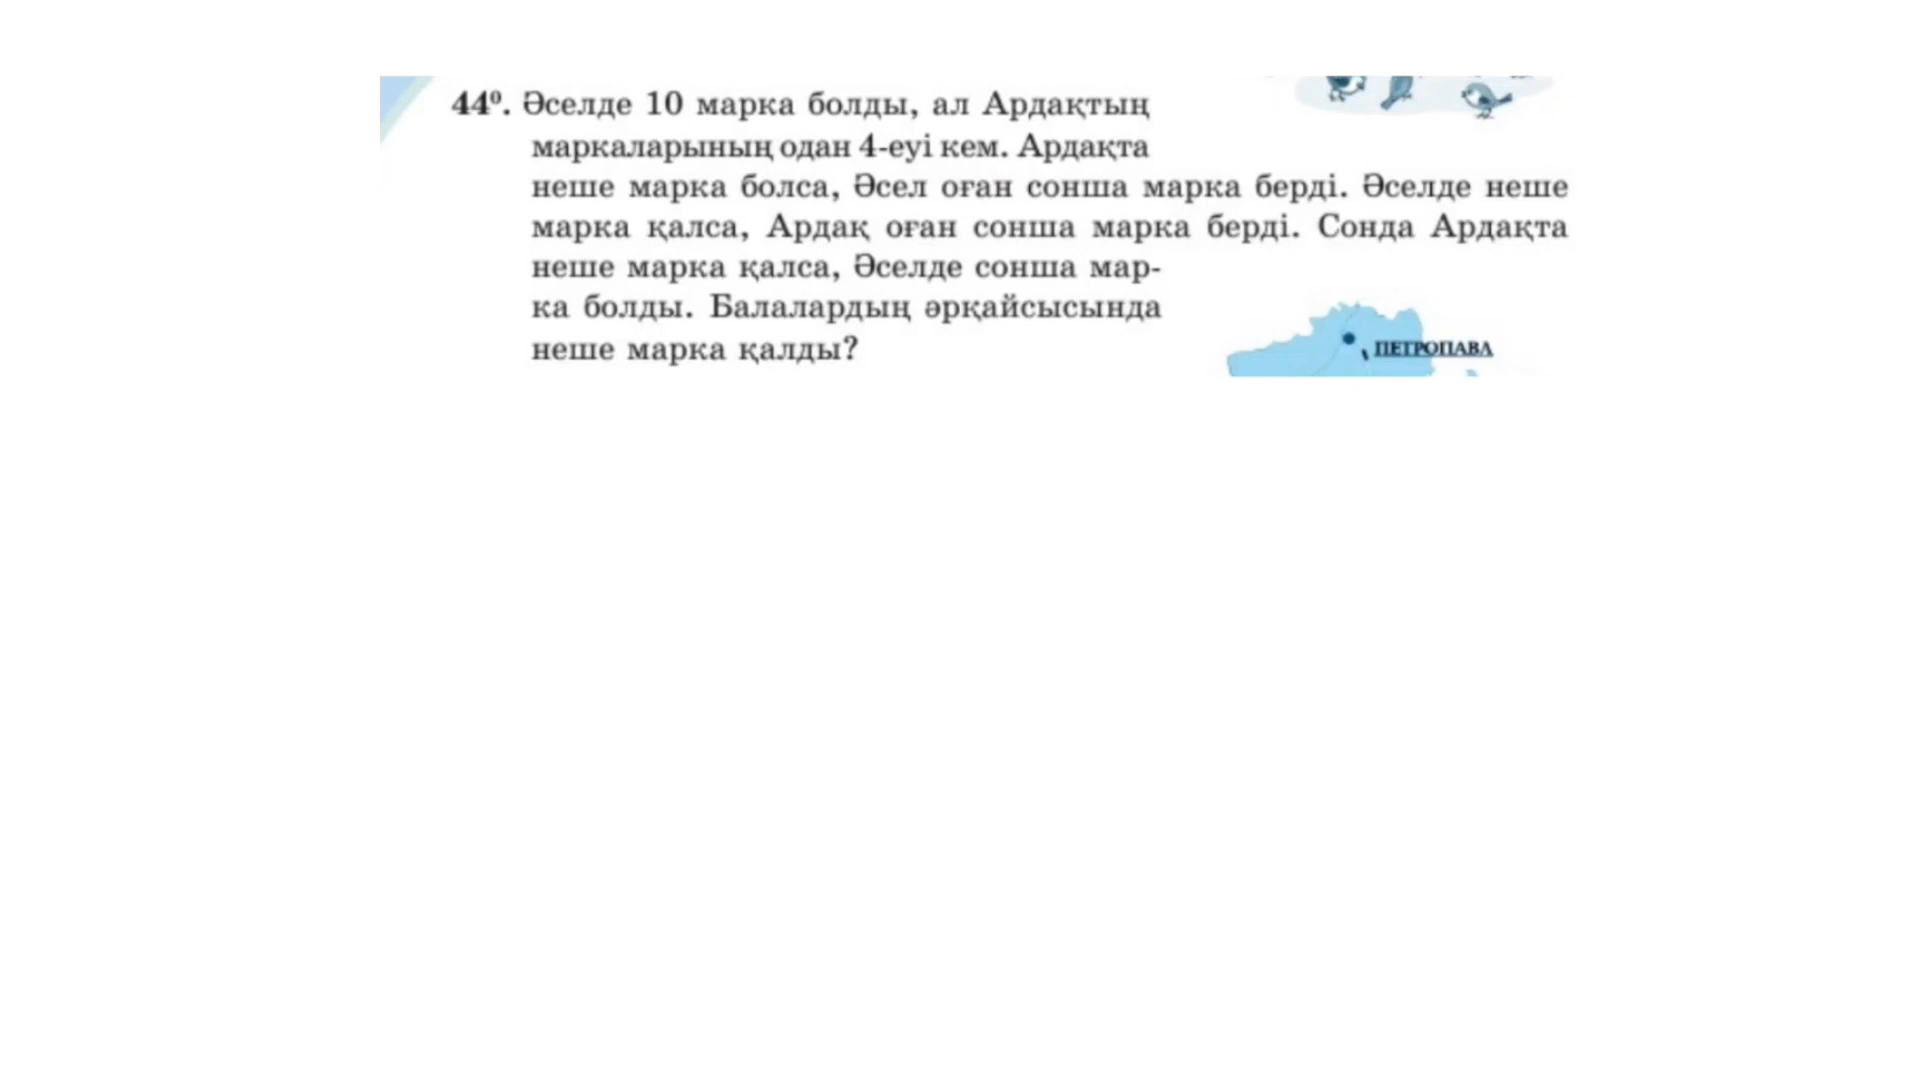 44⁰. Әселде 10 марка болды, ал Ардақтың
маркаларының одан 4-еуі кем. Ардақта
неше марка болса, Әсел оған сонша марка берді. Әселде неше
марка қалса, Ардақ оған сонша марка берді. Сонда Ардақта
неше марка қалса, Әселде сонша мар-
ка болды. Балалардың әрқайсысында
неше марка қалды?
ПЕТРОПАВЛ